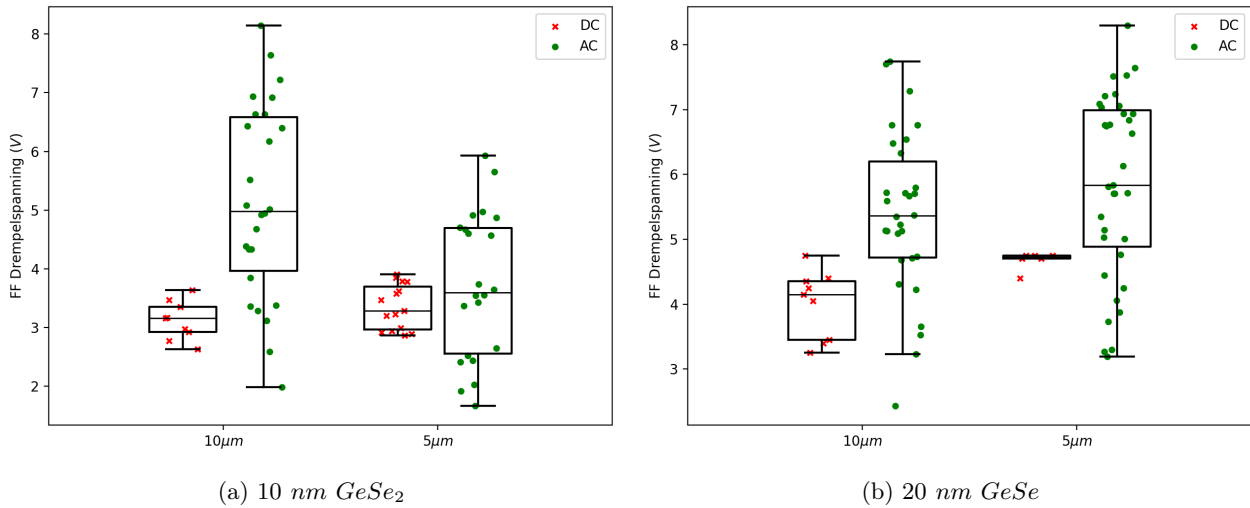 8
7
6
5
4
3
2
FF Drempelspanning (V)
DC
AC
10μm
5μm
(a) 10 nm GeSe₂
8
7
6
5
4
3
FF Drempelspanning (V)
DC
AC
10μm
5μm
(b) 20 nm GeSe